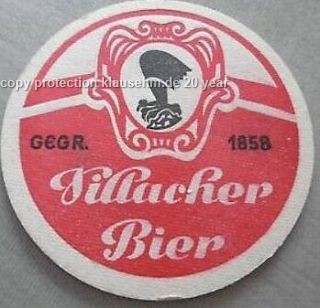 copy protection klausehm.de 20 year
GEGR. 1858
Villacher
Bier